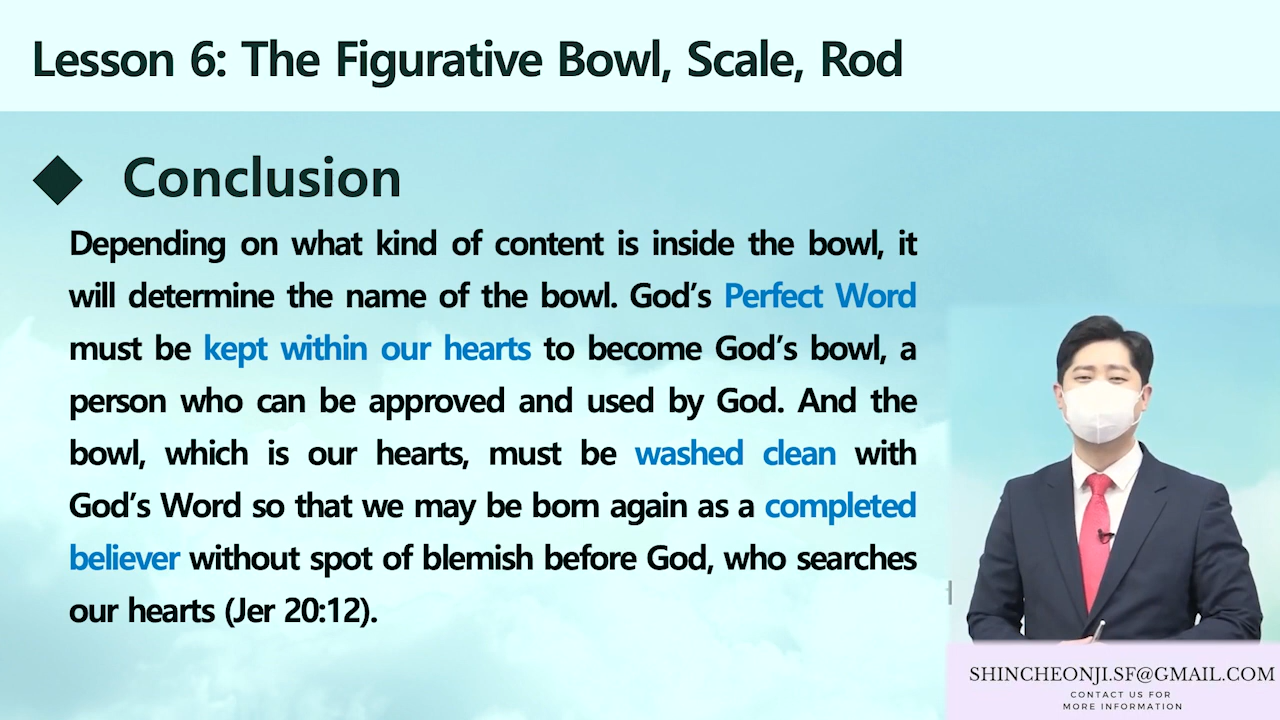 Lesson 6: The Figurative Bowl, Scale, Rod
Conclusion
Depending on what kind of content is inside the bowl, it
will determine the name of the bowl. God's Perfect Word
must be kept within our hearts to become God's bowl, a
person who can be approved and used by God. And the
bowl, which is our hearts, must be washed clean with
God's Word so that we may be born again as a completed
believer without spot of blemish before God, who searches
our hearts (Jer 20:12).
SHINCHEONJI.SF@GMAIL.COM
CONTACT US FOR
MORE INFORMATION